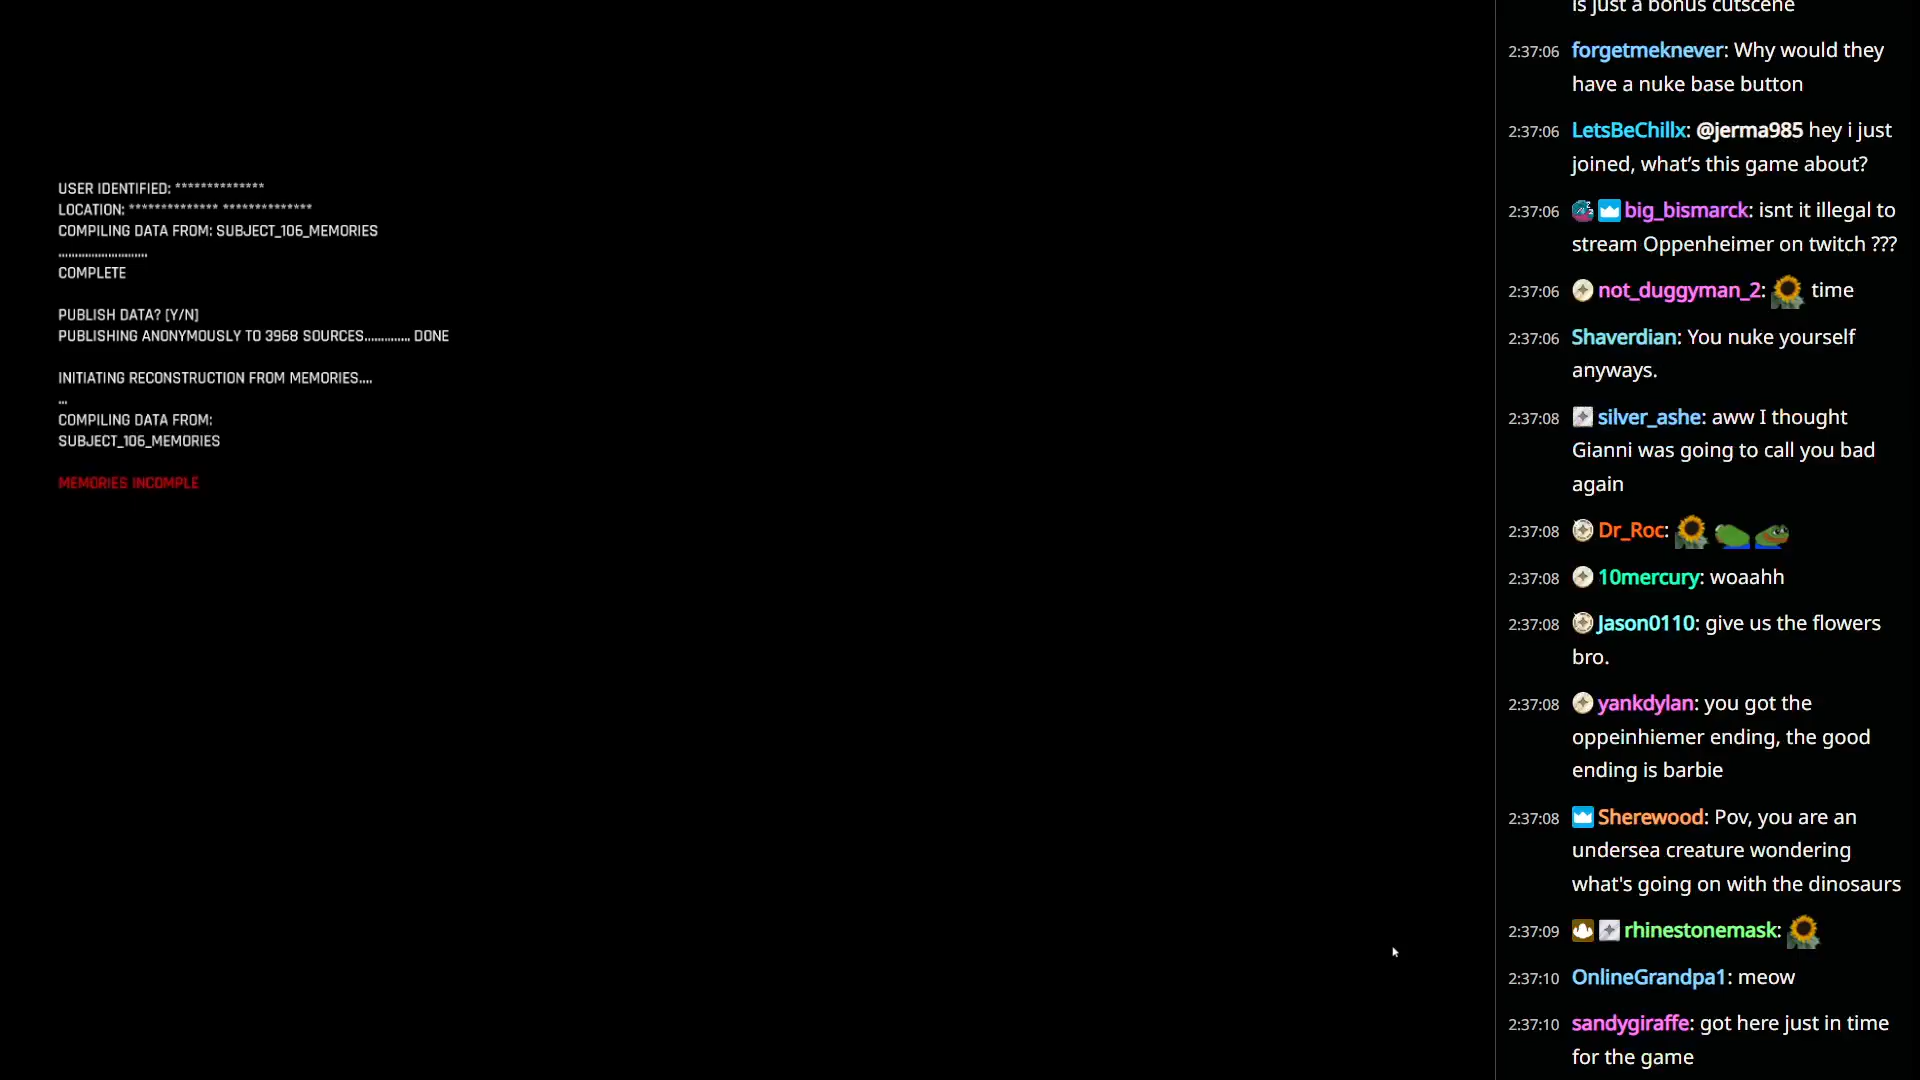 USER IDENTIFIED: **************
LOCATION: ************** **************
COMPILING DATA FROM: SUBJECT_106_MEMORIES
...........................
COMPLETE
PUBLISH DATA? [Y/N]
PUBLISHING ANONYMOUSLY TO 3968 SOURCES.............. DONE
INITIATING RECONSTRUCTION FROM MEMORIES....
...
COMPILING DATA FROM:
SUBJECT_106_MEMORIES
MEMORIES INCOMPLE
is just a bonus cutscene
2:37:06 forgetmeknever: Why would they
have a nuke base button
2:37:06 LetsBeChillx: @jerma985 hey i just
joined, what’s this game about?
2:37:06 big_bismarck: isnt it illegal to
stream Oppenheimer on twitch ???
2:37:06 not_duggyman_2: time
2:37:06 Shaverdian: You nuke yourself
anyways.
2:37:08 silver_ashe: aww I thought
Gianni was going to call you bad
again
2:37:08 Dr_Roc:
2:37:08 10mercury: woaahh
2:37:08 Jason0110: give us the flowers
bro.
2:37:08 yankdylan: you got the
oppeinhiemer ending, the good
ending is barbie
2:37:08 Sherewood: Pov, you are an
undersea creature wondering
what's going on with the dinosaurs
2:37:09 rhinestonemask:
2:37:10 OnlineGrandpa1: meow
2:37:10 sandygiraffe: got here just in time
for the game